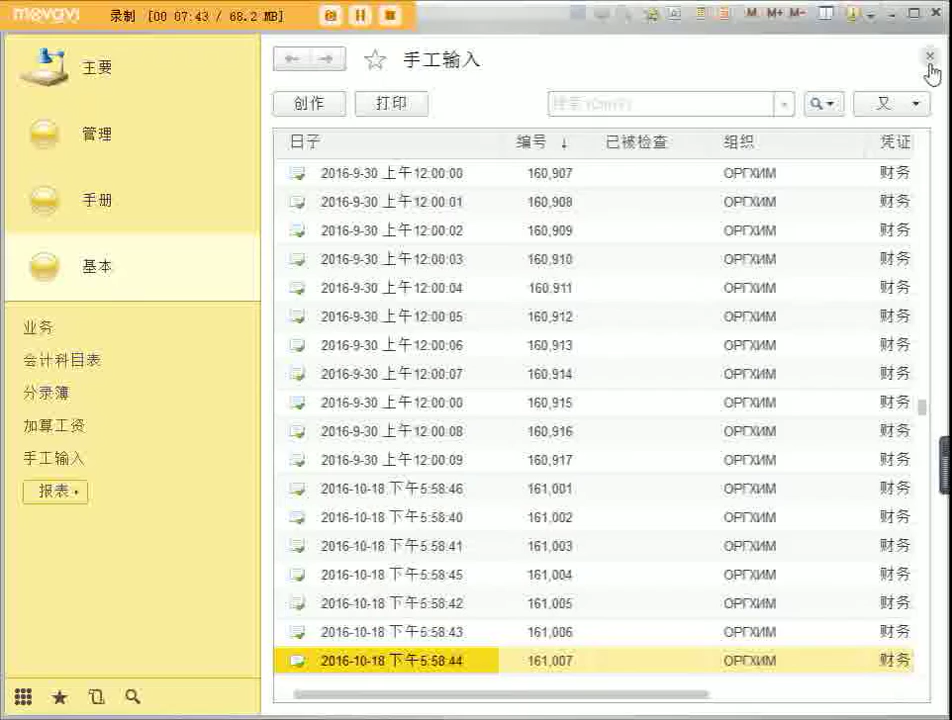 movavi 录制 [00 07:43 / 68.2 MB]
M M+ M-
主要
管理
手册
基本
业务
会计科目表
分录簿
加算工资
手工输入
报表
手工输入
创作 打印 又
日子 编号 ↓ 已被检查 组织 凭证
2016-9-30 上午12:00:00 160,907 ОРГХИМ 财务
2016-9-30 上午12:00:01 160,908 ОРГХИМ 财务
2016-9-30 上午12:00:02 160,909 ОРГХИМ 财务
2016-9-30 上午12:00:03 160,910 ОРГХИМ 财务
2016-9-30 上午12:00:04 160.911 ОРГХИМ 财务
2016-9-30 上午12:00:05 160,912 ОРГХИМ 财务
2016-9-30 上午12:00:06 160,913 ОРГХИМ 财务
2016-9-30 上午12:00:07 160,914 ОРГХИМ 财务
2016-9-30 上午12:00:00 160,915 ОРГХИМ 财务
2016-9-30 上午12:00:08 160,916 ОРГХИМ 财务
2016-9-30 上午12:00:09 160,917 ОРГХИМ 财务
2016-10-18 下午5:58:46 161,001 ОРГХИМ 财务
2016-10-18 下午5:58:40 161,002 ОРГХИМ 财务
2016-10-18 下午5:58:41 161,003 ОРГХИМ 财务
2016-10-18 下午5:58:45 161,004 ОРГХИМ 财务
2016-10-18 下午5:58:42 161,005 ОРГХИМ 财务
2016-10-18 下午5:58:43 161,006 ОРГХИМ 财务
2016-10-18 下午5:58:44 161,007 ОРГХИМ 财务